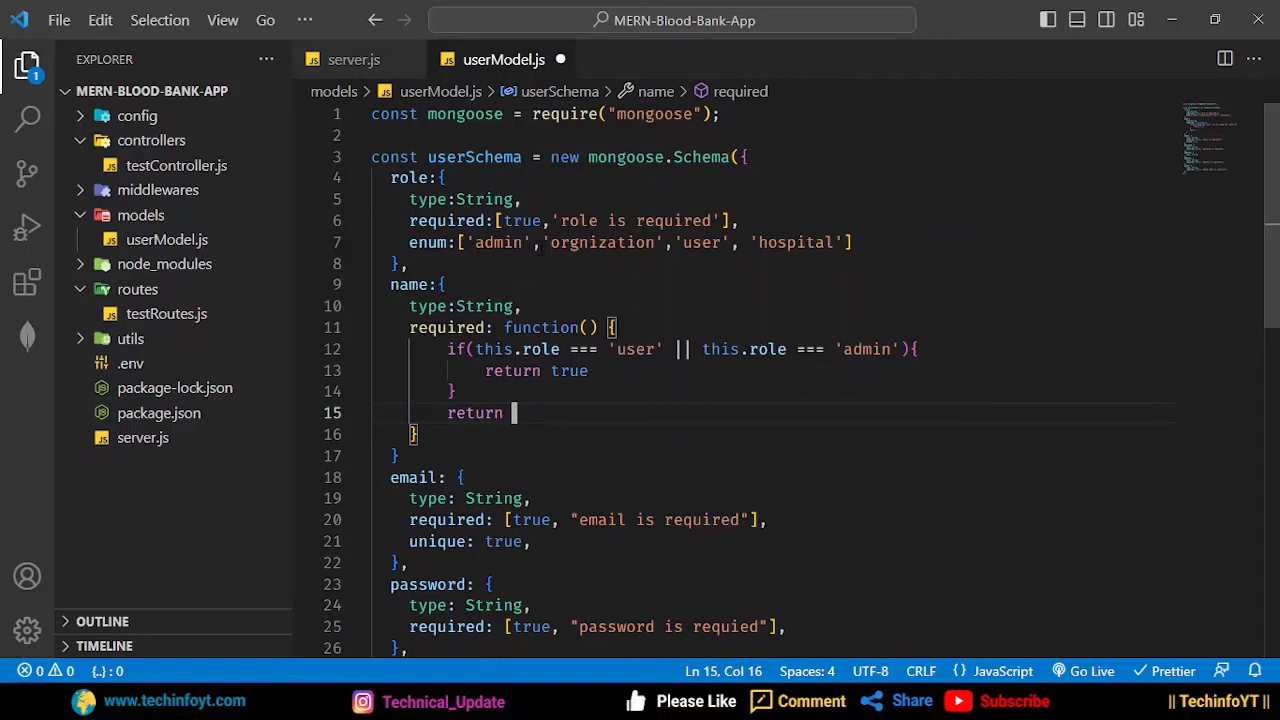 File Edit Selection View Go ··· MERN-Blood-Bank-App
EXPLORER ···
server.js
userModel.js
MERN-BLOOD-BANK-APP
config
controllers
testController.js
middlewares
models
userModel.js
node_modules
routes
testRoutes.js
utils
.env
package-lock.json
package.json
server.js
OUTLINE
TIMELINE
1
models > userModel.js > userSchema > name > required
1 const mongoose = require("mongoose");
2
3 const userSchema = new mongoose.Schema({
4 role:{
5 type:String,
6 required:[true,'role is required'],
7 enum:['admin','orgnization','user', 'hospital']
8 },
9 name:{
10 type:String,
11 required: function() {
12 if(this.role === 'user' || this.role === 'admin'){
13 return true
14 }
15 return
16 }
17 }
18 email: {
19 type: String,
20 required: [true, "email is required"],
21 unique: true,
22 },
23 password: {
24 type: String,
25 required: [true, "password is requied"],
26 },
0 0 {..} : 0 Ln 15, Col 16 Spaces: 4 UTF-8 CRLF {} JavaScript Go Live Prettier
www.techinfoyt.com Technical_Update Please Like Comment Share Subscribe || TechinfoYT ||